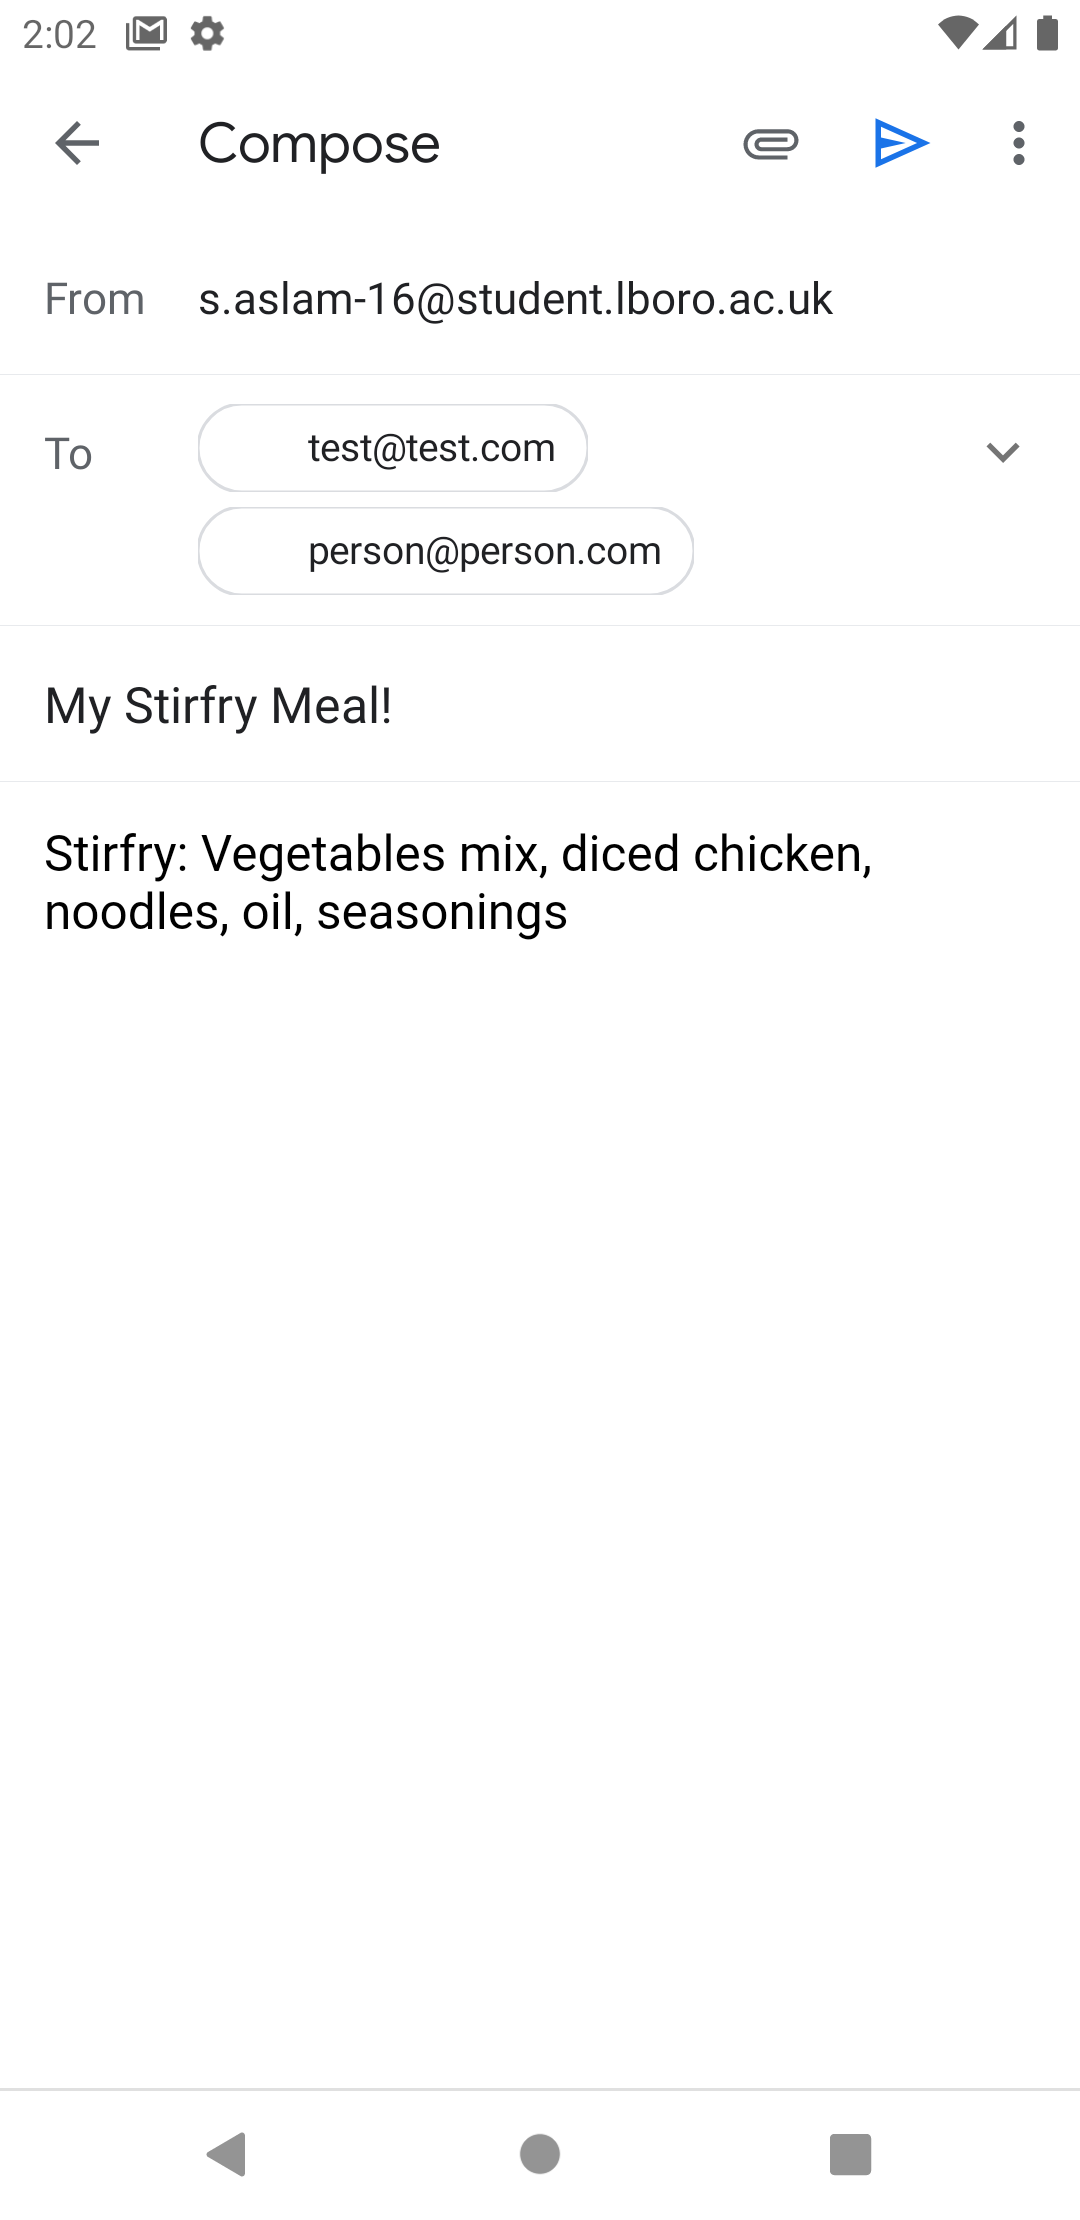 2:02
Compose
From s.aslam-16@student.lboro.ac.uk
To test@test.com
person@person.com
My Stirfry Meal!
Stirfry: Vegetables mix, diced chicken,
noodles, oil, seasonings